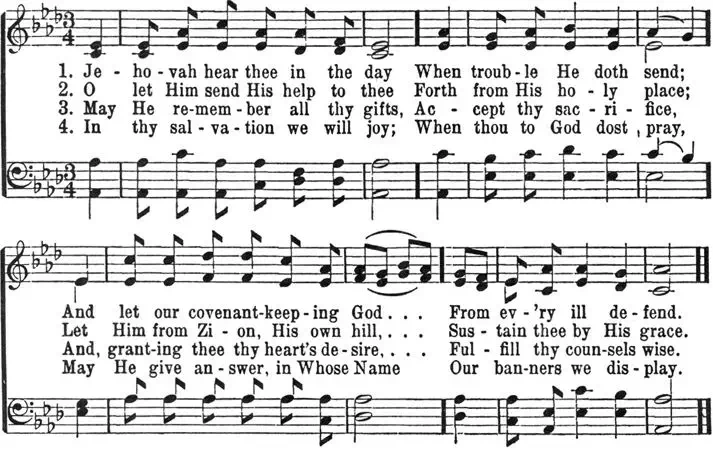 1. Je - ho - vah hear thee in the day When troub - le He doth send;
2. O let Him send His help to thee Forth from His ho - ly place;
3. May He re-mem - ber all thy gifts, Ac - cept thy sac - ri - fice,
4. In thy sal - va - tion we will joy; When thou to God dost pray,
And let our covenant-keep-ing God. . . From ev-'ry ill de - fend.
Let Him from Zi - on, His own hill, . . . Sus - tain thee by His grace.
And, grant-ing thee thy heart's de-sire, . . . Ful - fill thy coun-sels wise.
May He give an - swer, in Whose Name Our ban-ners we dis - play.